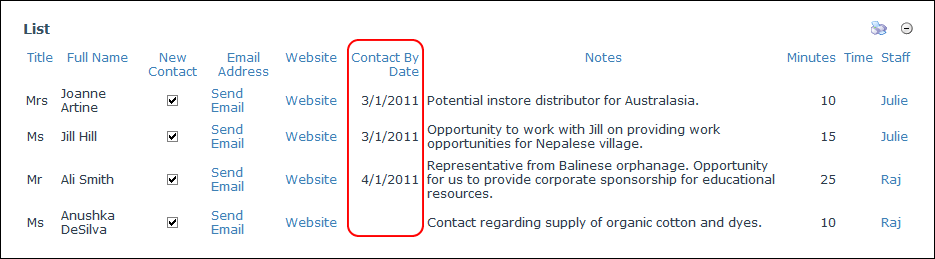 List
Title Full Name New Contact Email Address Website Contact By Date Notes Minutes Time Staff
Mrs Joanne Artine Send Email Website 3/1/2011 Potential instore distributor for Australasia. 10 Julie
Ms Jill Hill Send Email Website 3/1/2011 Opportunity to work with Jill on providing work opportunities for Nepalese village. 15 Julie
Mr Ali Smith Send Email Website 4/1/2011 Representative from Balinese orphanage. Opportunity for us to provide corporate sponsorship for educational resources. 25 Raj
Ms Anushka DeSilva Send Email Website Contact regarding supply of organic cotton and dyes. 10 Raj